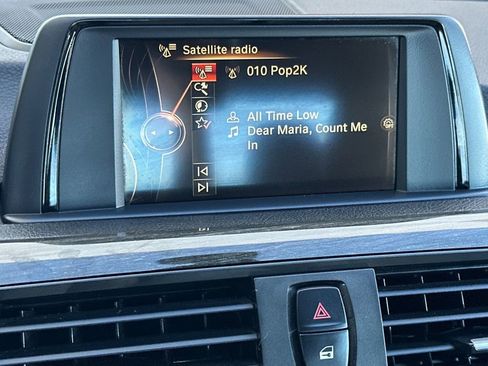 Satellite radio
010 Pop2K
All Time Low
Dear Maria, Count Me
In